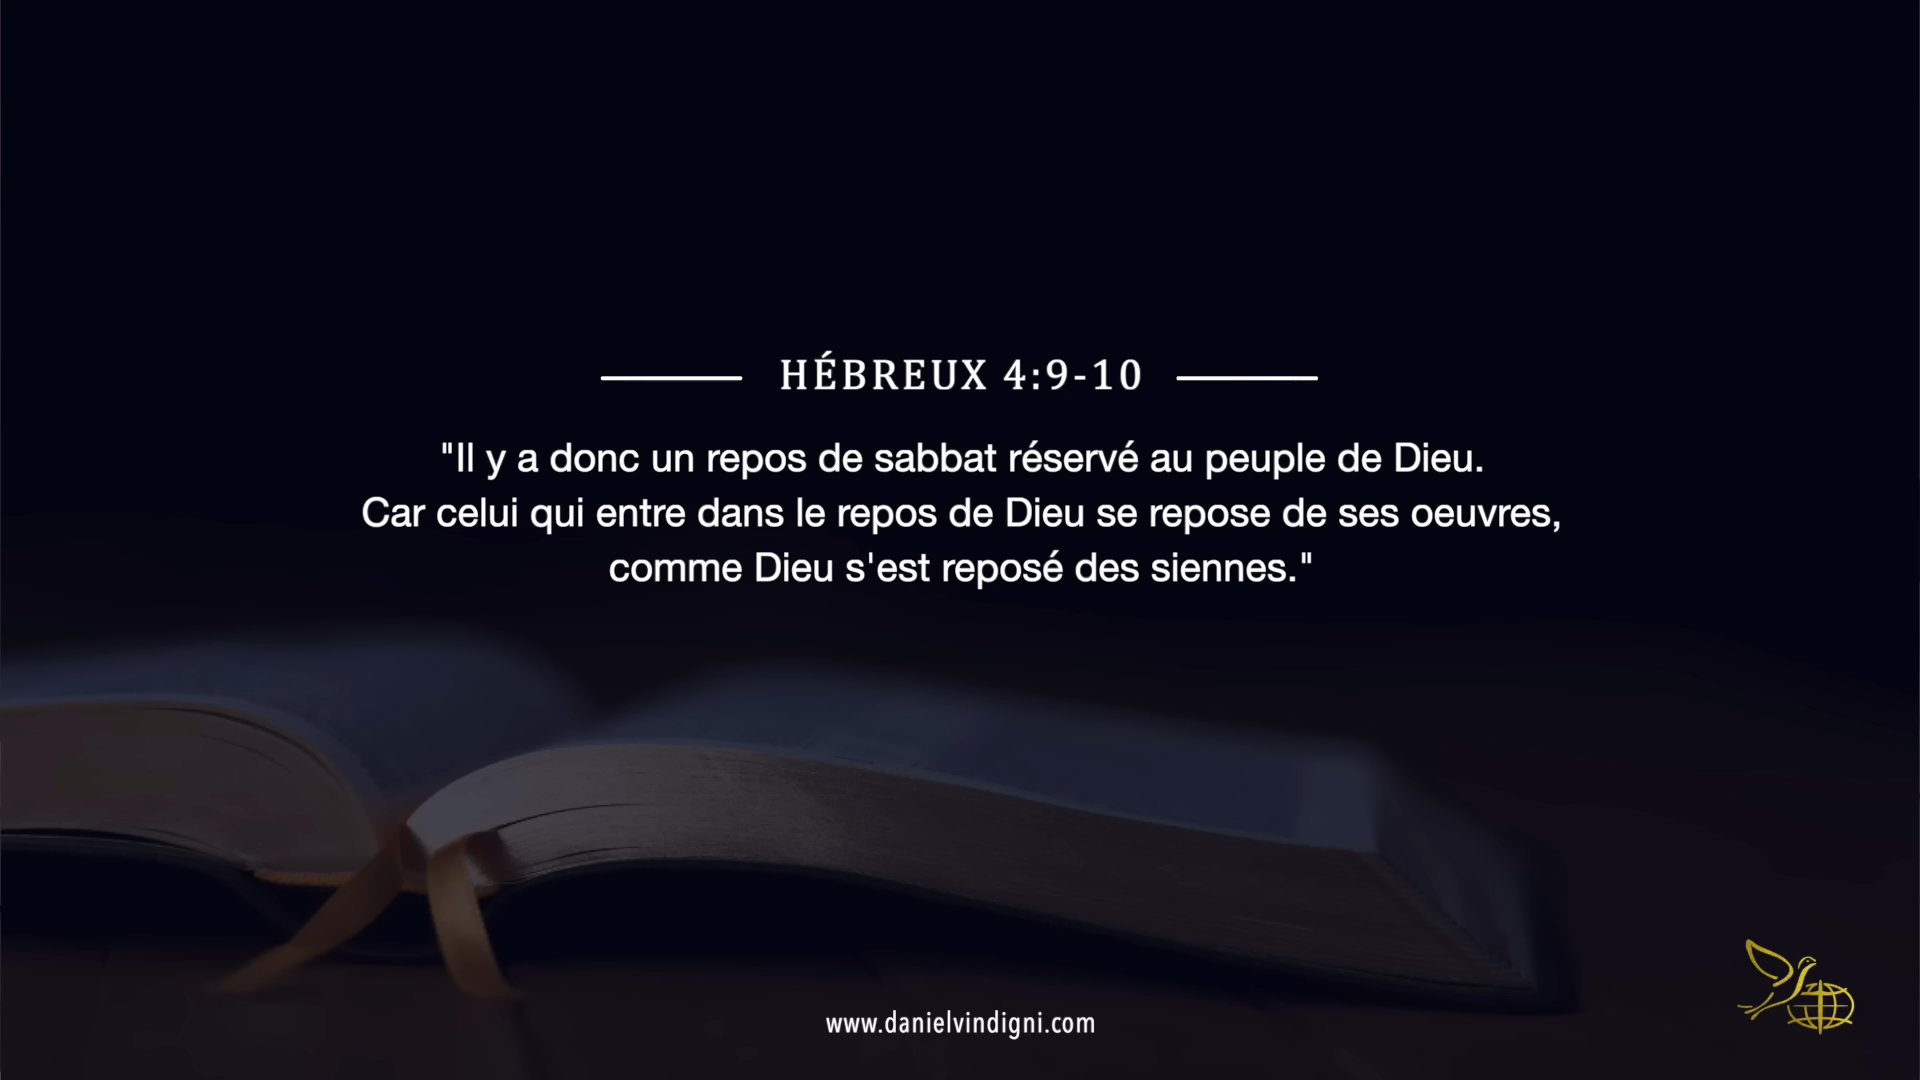 HÉBREUX 4:9-10
"Il y a donc un repos de sabbat réservé au peuple de Dieu.
Car celui qui entre dans le repos de Dieu se repose de ses oeuvres,
comme Dieu s'est reposé des siennes."
www.danielvindigni.com